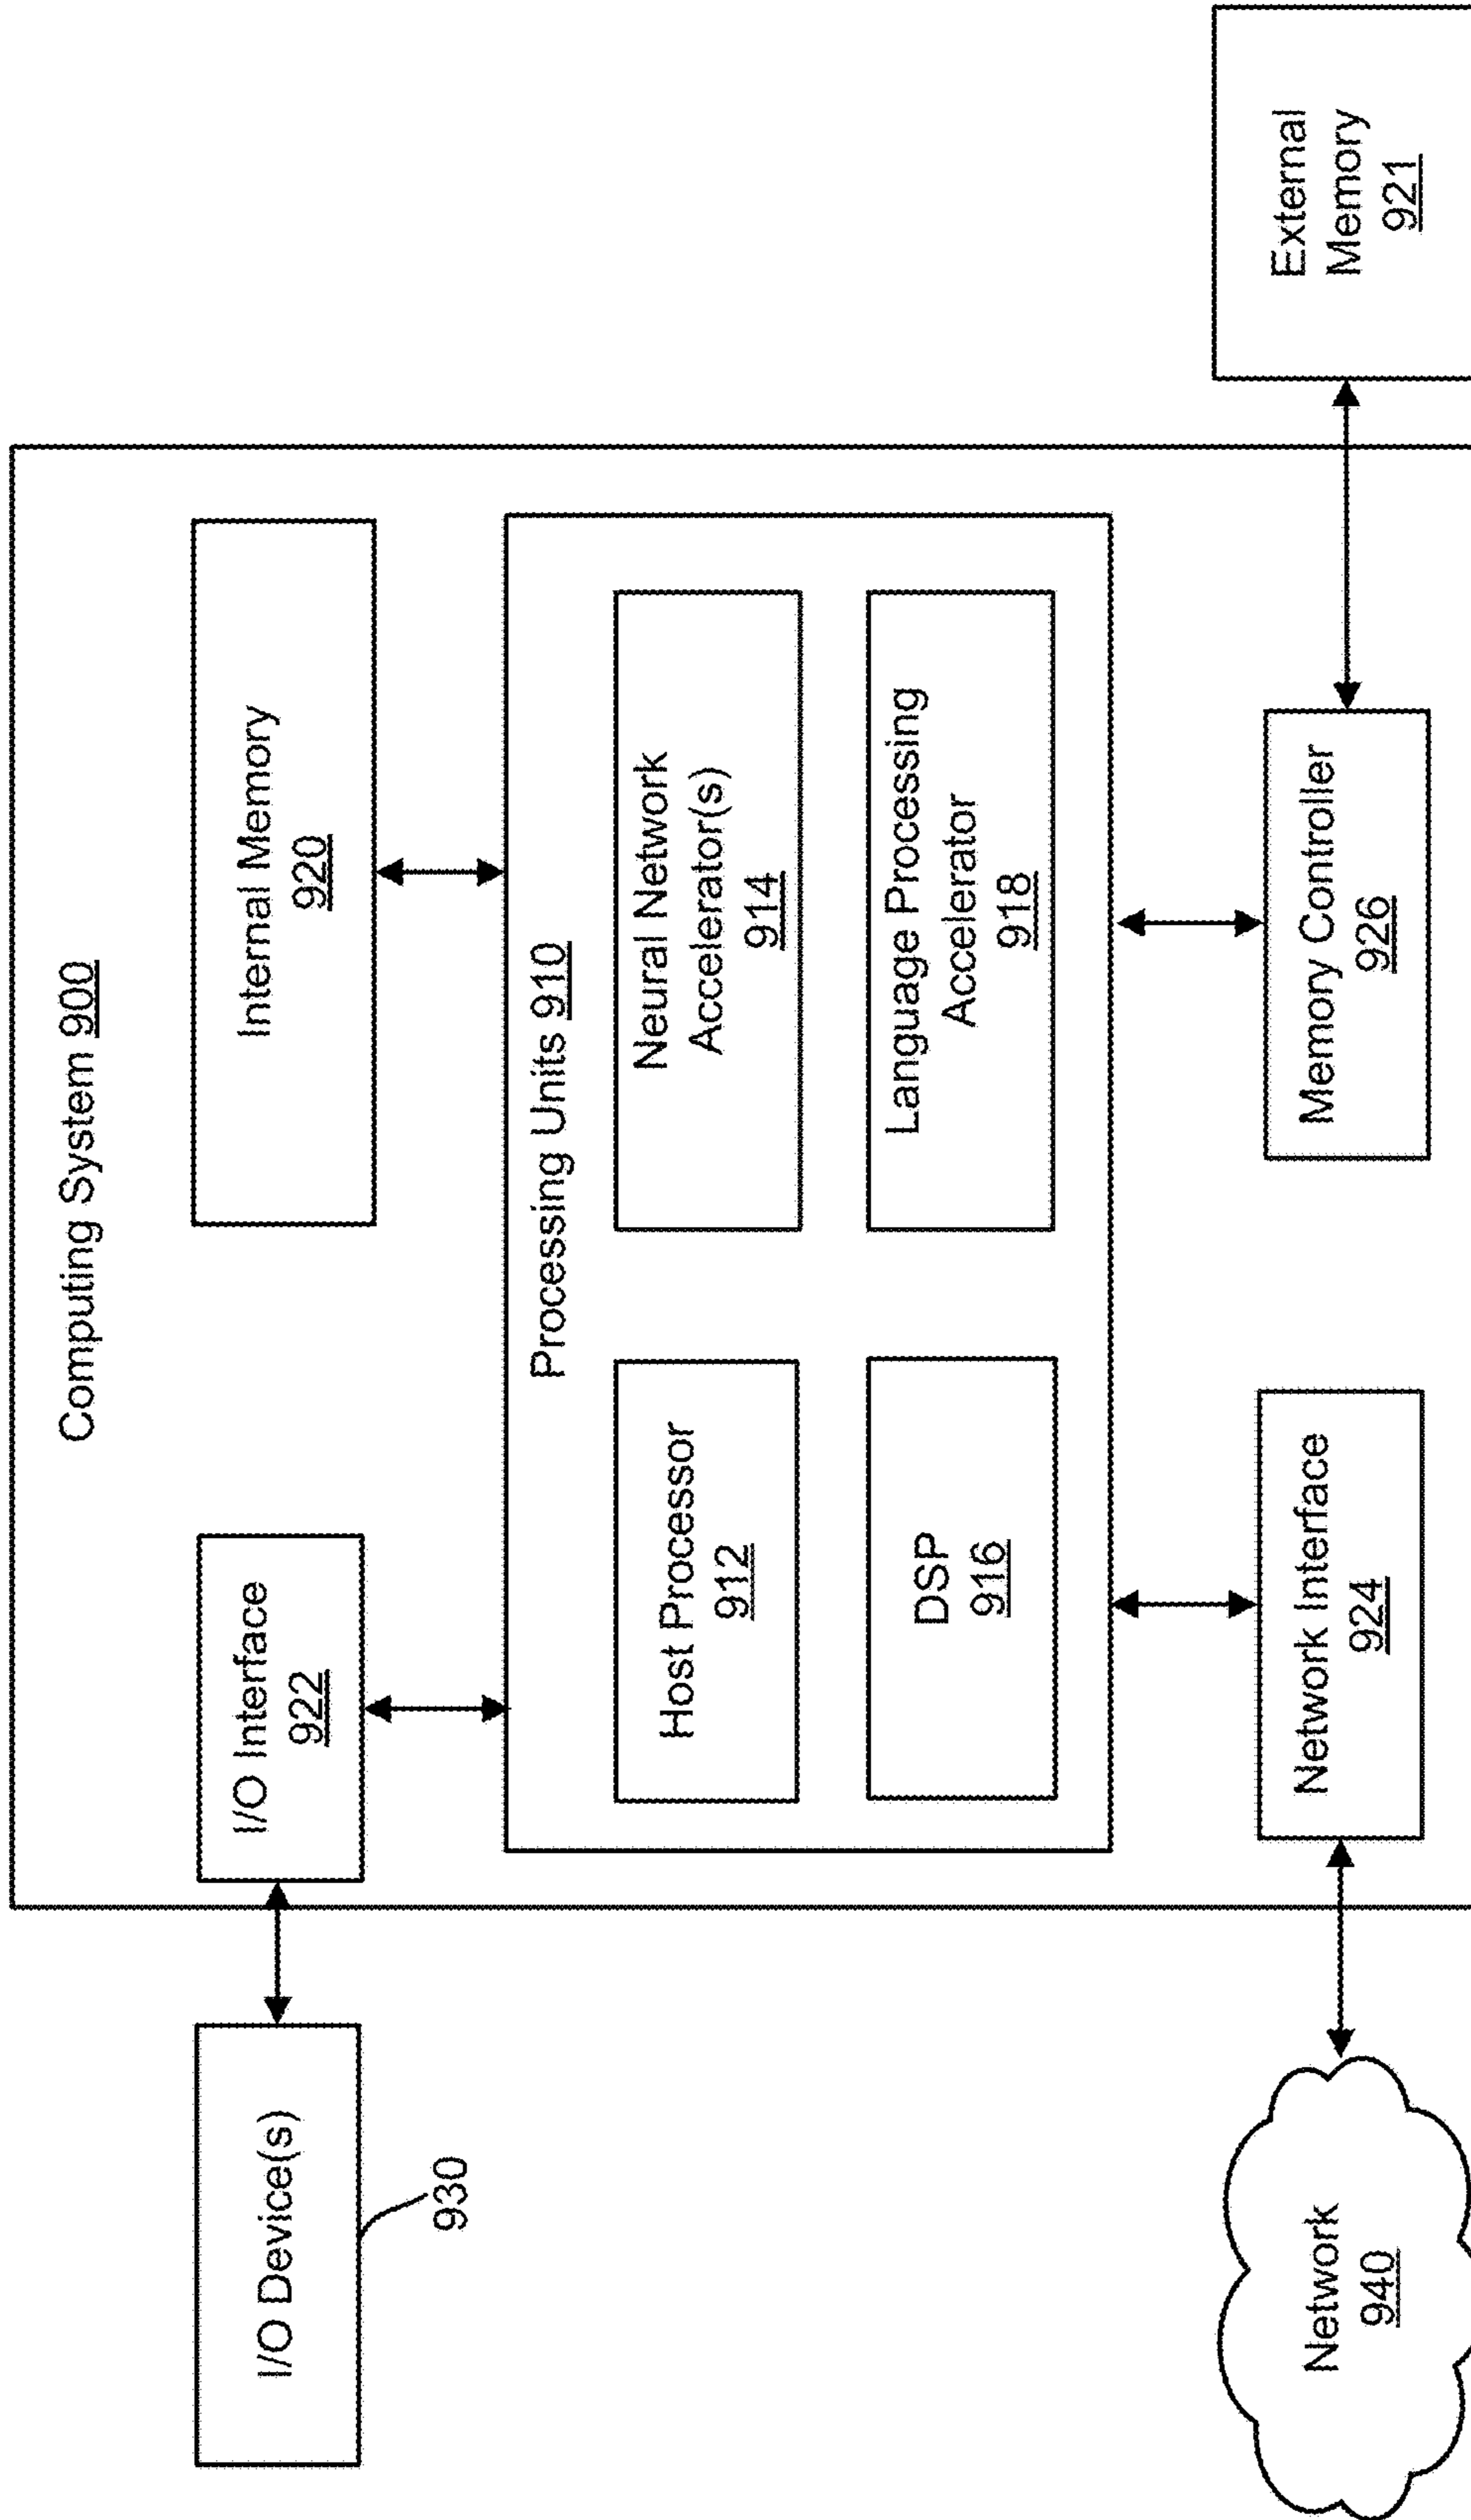 Computing System 900
I/O Device(s)
930
I/O Interface
922
Internal Memory
920
Processing Units 910
Host Processor
912
Neural Network
Accelerator(s)
914
DSP
916
Language Processing
Accelerator
918
Network
940
Network Interface
924
Memory Controller
926
External
Memory
921